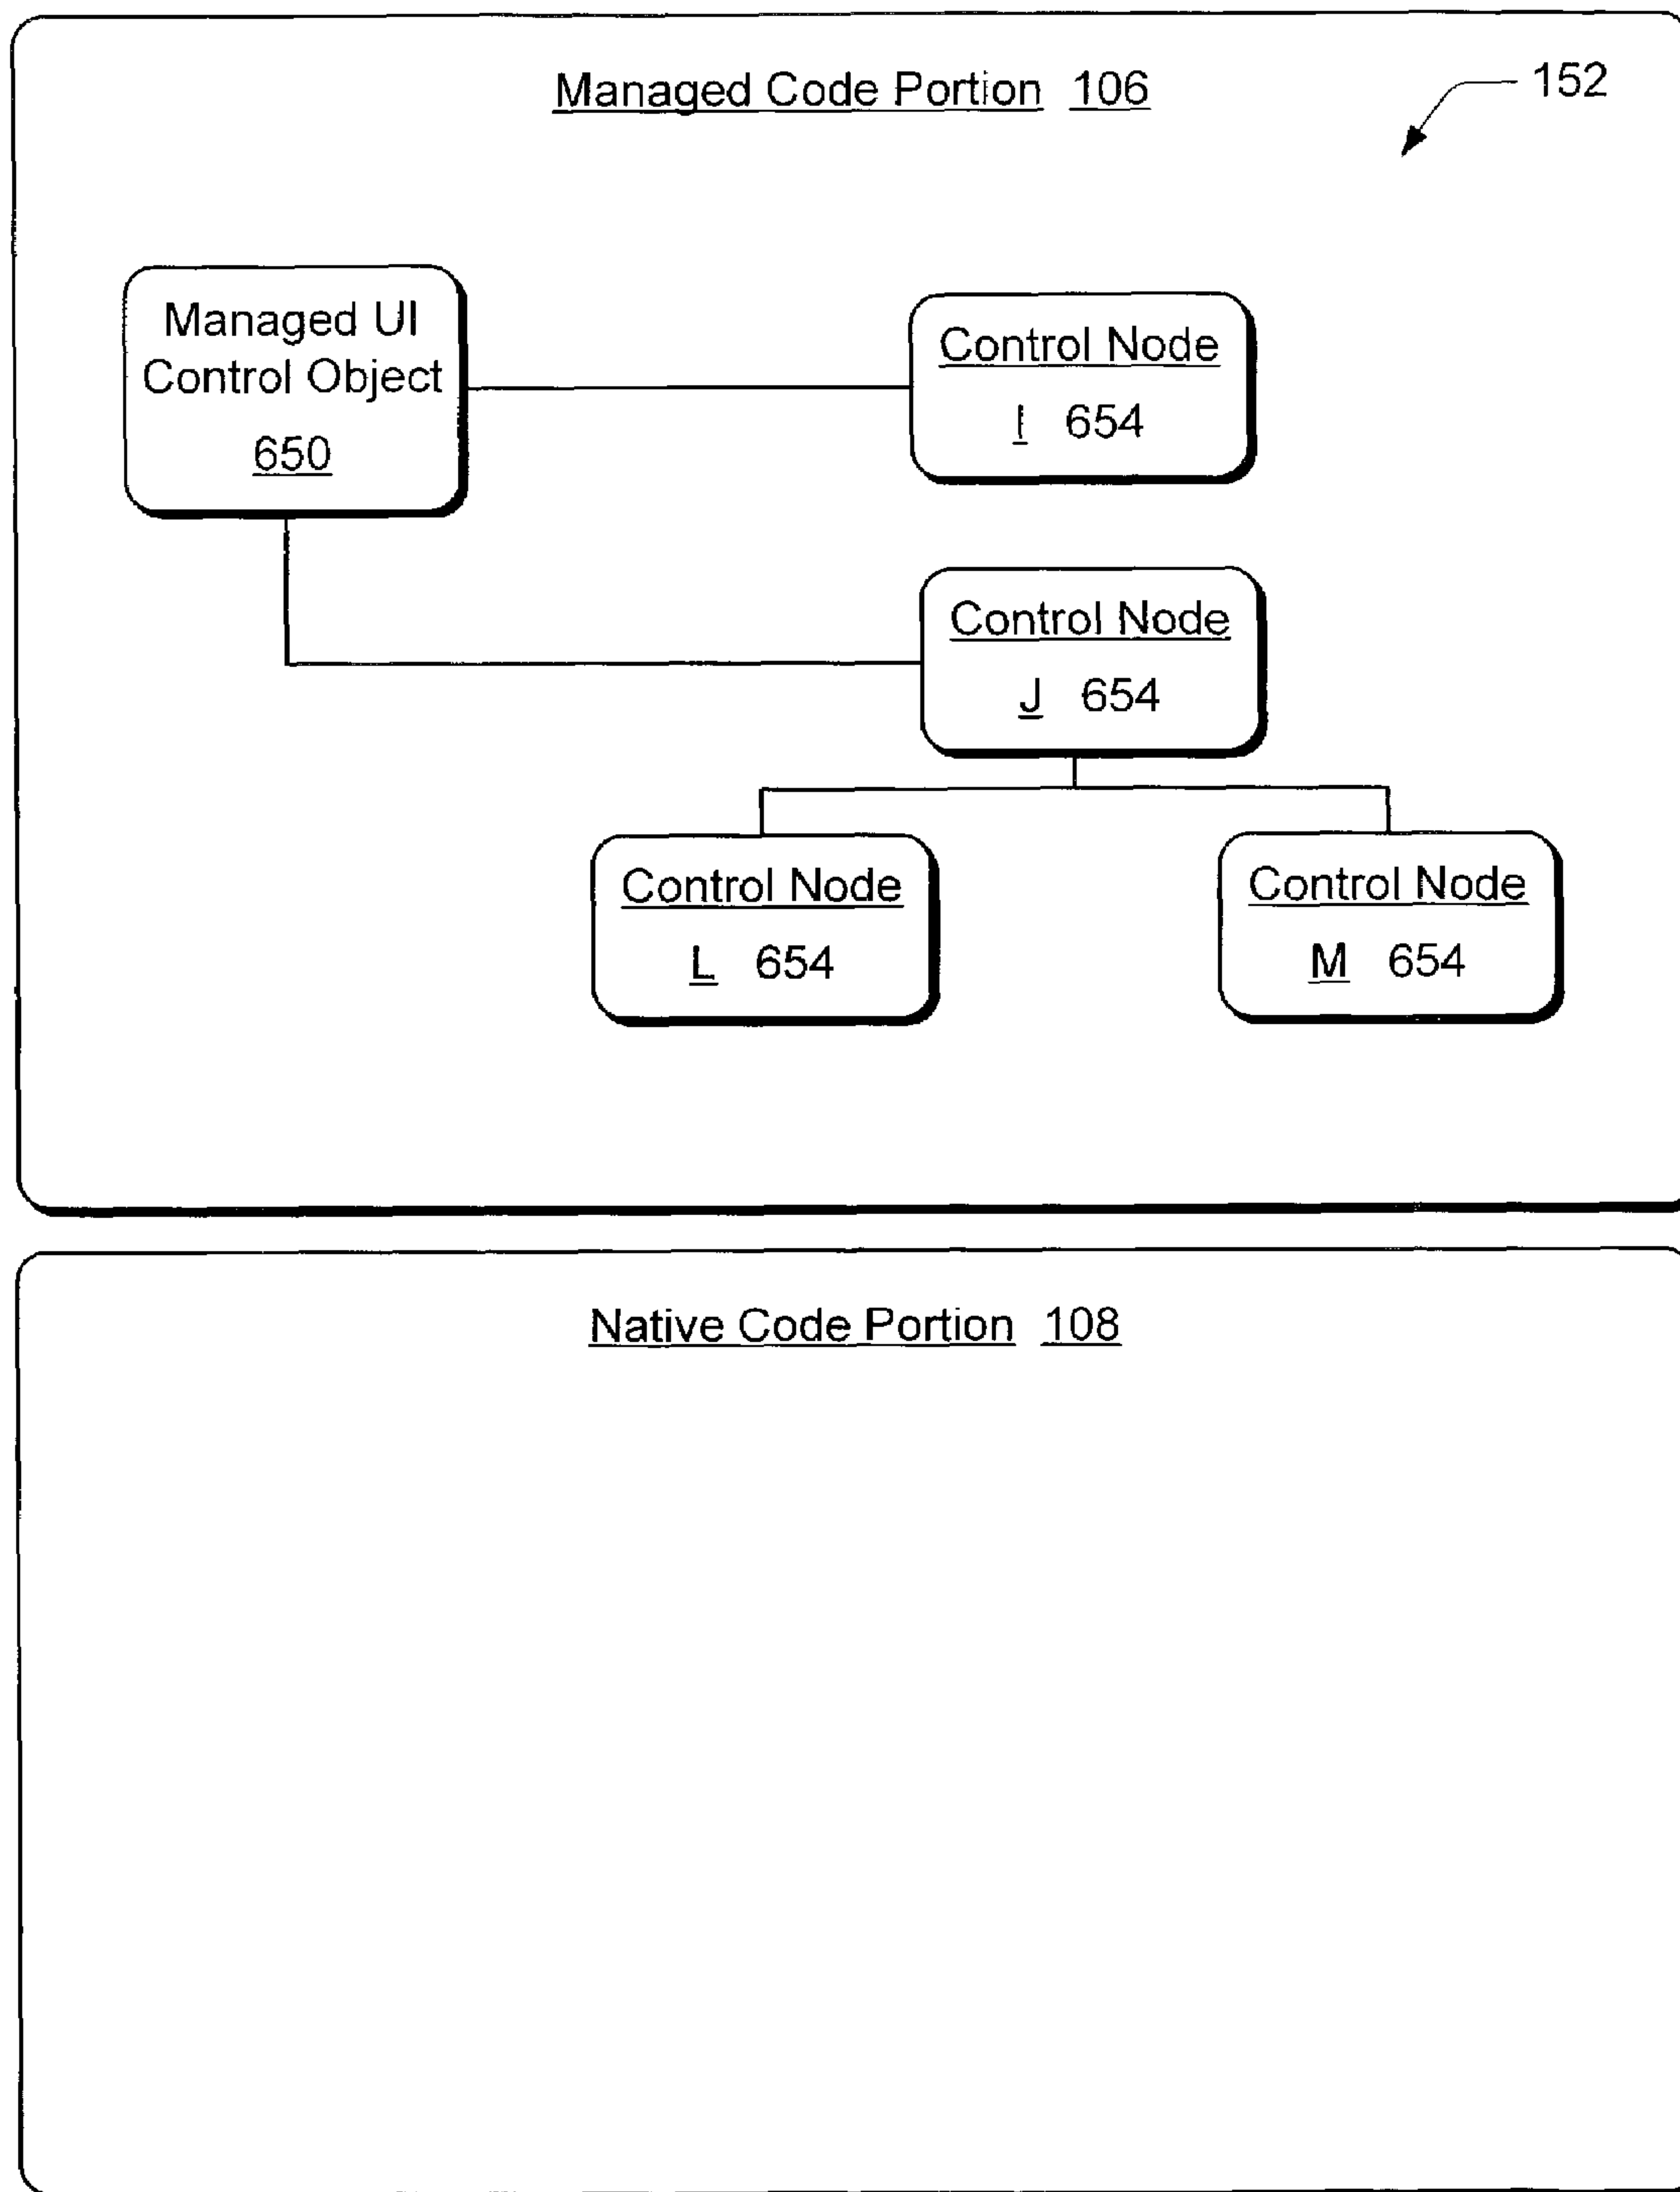 Managed Code Portion 106
152
Managed UI
Control Object
650
Control Node
I 654
Control Node
J 654
Control Node
L 654
Control Node
M 654
Native Code Portion 108